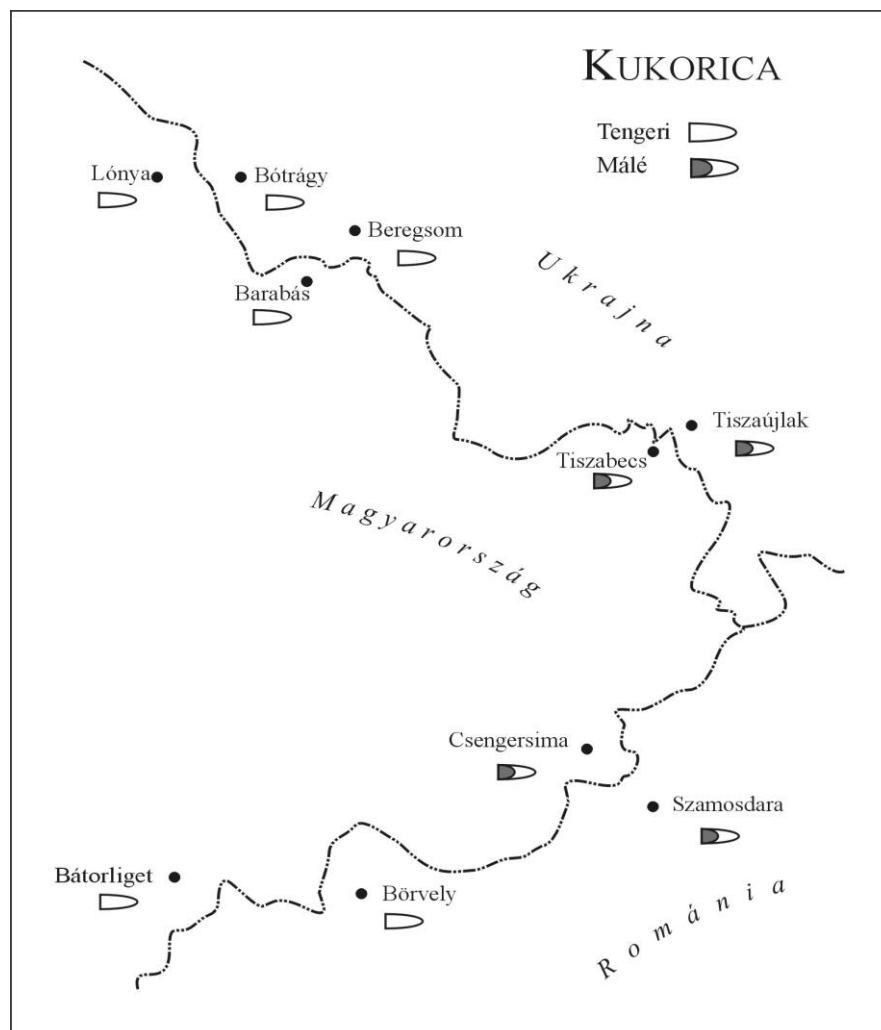 KUKORICA
Tengeri
Málé
Lónya
Bótrágy
Beregsom
Barabás
Ukrajna
Tiszaújlak
Tiszabecs
Magyarország
Csengersima
Szamosdara
Bátorliget
Börvely
Románia